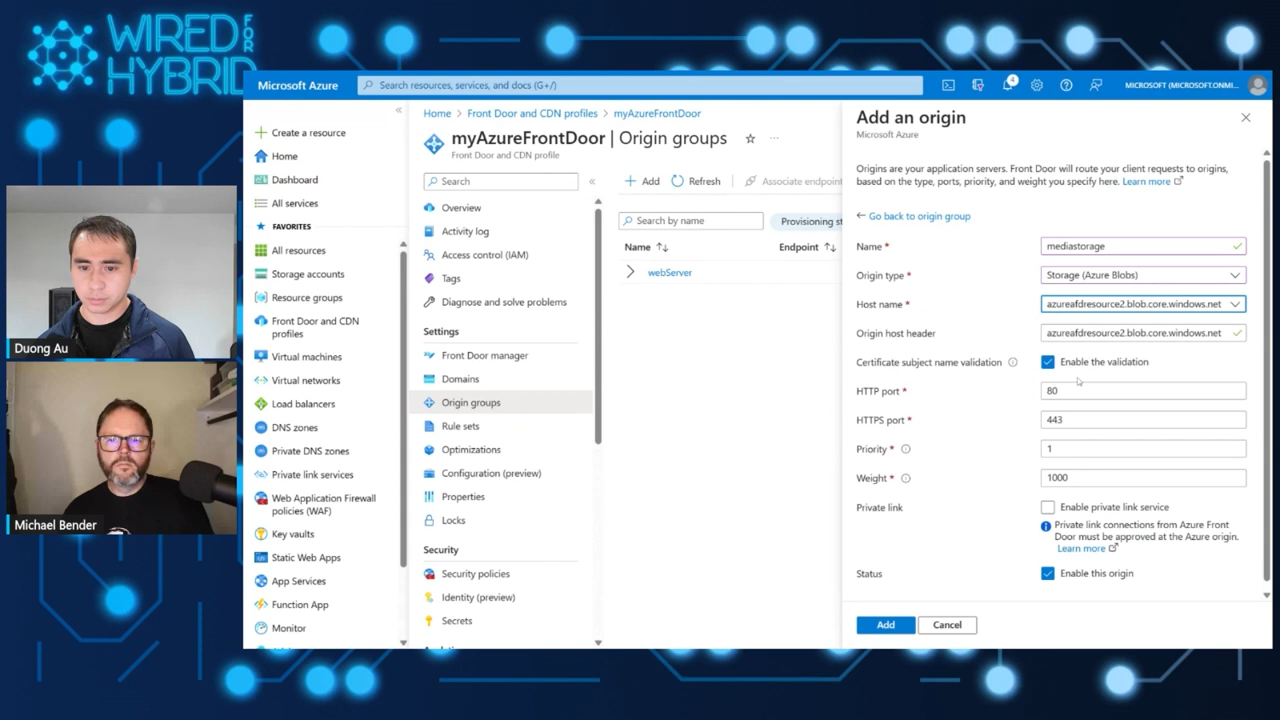 WIRED FOR
HYBRID
Microsoft Azure
Search resources, services, and docs (G+/)
4
MICROSOFT (MICROSOFT.ONMI...
Create a resource
Home
Dashboard
All services
FAVORITES
All resources
Storage accounts
Resource groups
Front Door and CDN
profiles
Virtual machines
Virtual networks
Load balancers
DNS zones
Private DNS zones
Private link services
Web Application Firewall
policies (WAF)
Key vaults
Static Web Apps
App Services
Function App
Monitor
Home > Front Door and CDN profiles > myAzureFrontDoor
myAzureFrontDoor | Origin groups
Front Door and CDN profile
Search
Overview
Activity log
Access control (IAM)
Tags
Diagnose and solve problems
Settings
Front Door manager
Domains
Origin groups
Rule sets
Optimizations
Configuration (preview)
Properties
Locks
Security
Security policies
Identity (preview)
Secrets
Add Refresh Associate endpoin
Search by name Provisioning st
Name Endpoint
webServer
Add an origin
Microsoft Azure
Origins are your application servers. Front Door will route your client requests to origins,
based on the type, ports, priority, and weight you specify here. Learn more
Go back to origin group
Name * mediastorage
Origin type * Storage (Azure Blobs)
Host name * azureafdresource2.blob.core.windows.net
Origin host header azureafdresource2.blob.core.windows.net
Certificate subject name validation Enable the validation
HTTP port * 80
HTTPS port * 443
Priority * 1
Weight * 1000
Private link Enable private link service
Private link connections from Azure Front
Door must be approved at the Azure origin.
Learn more
Status Enable this origin
Add Cancel
Duong Au
Michael Bender